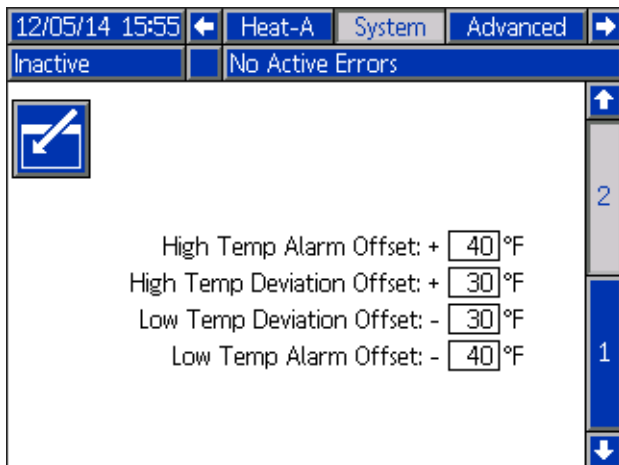 12/05/14 15:55 Heat-A System Advanced
Inactive No Active Errors
2
High Temp Alarm Offset: + 40 °F
High Temp Deviation Offset: + 30 °F
Low Temp Deviation Offset: - 30 °F
Low Temp Alarm Offset: - 40 °F
1